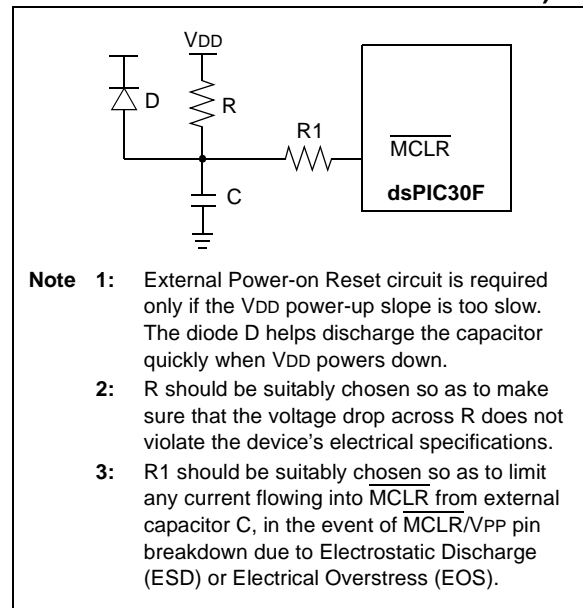 VDD
D
R
R1
MCLR
dsPIC30F
C
Note 1: External Power-on Reset circuit is required
only if the VDD power-up slope is too slow.
The diode D helps discharge the capacitor
quickly when VDD powers down.
2: R should be suitably chosen so as to make
sure that the voltage drop across R does not
violate the device's electrical specifications.
3: R1 should be suitably chosen so as to limit
any current flowing into MCLR from external
capacitor C, in the event of MCLR/VPP pin
breakdown due to Electrostatic Discharge
(ESD) or Electrical Overstress (EOS).